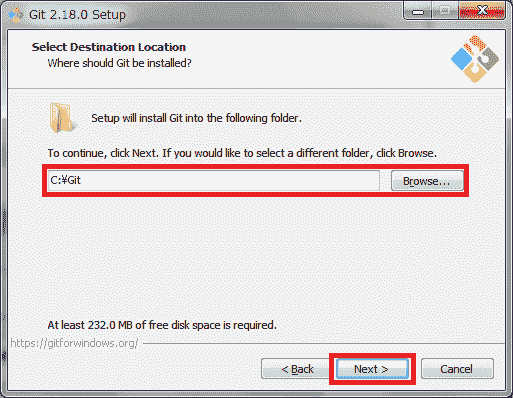 Git 2.18.0 Setup
Select Destination Location
Where should Git be installed?
Setup will install Git into the following folder.
To continue, click Next. If you would like to select a different folder, click Browse.
C:¥Git
Browse...
At least 232.0 MB of free disk space is required.
https://gitforwindows.org/
< Back
Next >
Cancel